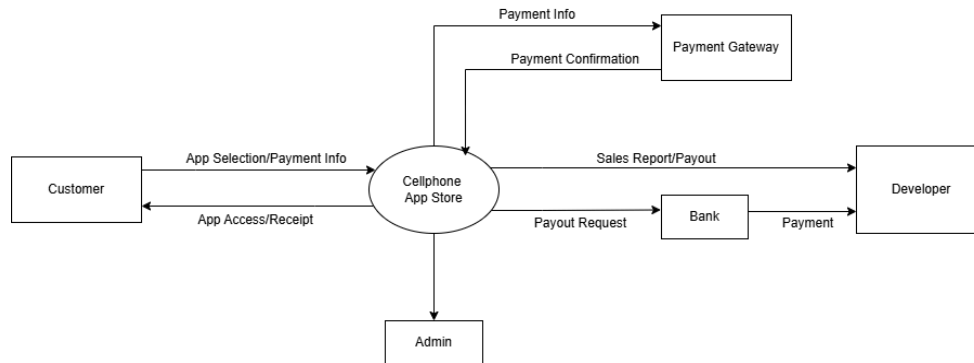 Payment Info
Payment Gateway
Payment Confirmation
App Selection/Payment Info
Sales Report/Payout
Customer
Cellphone
App Store
Developer
App Access/Receipt
Payout Request
Bank
Payment
Admin